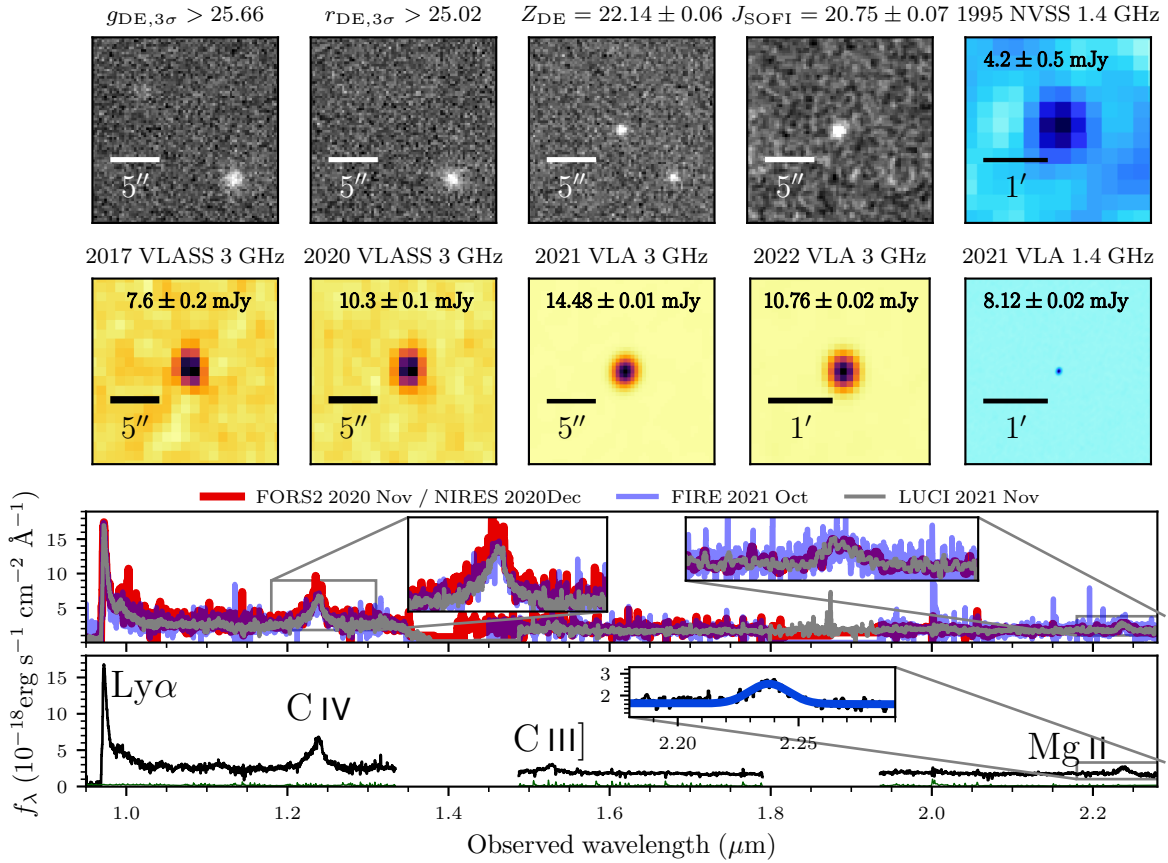 g_DE,3σ > 25.66
r_DE,3σ > 25.02
Z_DE = 22.14 ± 0.06
J_SOFI = 20.75 ± 0.07
1995 NVSS 1.4 GHz
5″
5″
5″
5″
4.2 ± 0.5 mJy
1′
2017 VLASS 3 GHz
2020 VLASS 3 GHz
2021 VLA 3 GHz
2022 VLA 3 GHz
2021 VLA 1.4 GHz
7.6 ± 0.2 mJy
10.3 ± 0.1 mJy
14.48 ± 0.01 mJy
10.76 ± 0.02 mJy
8.12 ± 0.02 mJy
5″
5″
5″
1′
1′
FORS2 2020 Nov / NIRES 2020Dec
FIRE 2021 Oct
LUCI 2021 Nov
15
10
5
f_λ (10⁻¹⁸erg s⁻¹ cm⁻² Å⁻¹)
15
10
5
0
Lyα
C IV
C III]
Mg II
3
2
2.20
2.25
1.0
1.2
1.4
1.6
1.8
2.0
2.2
Observed wavelength (μm)